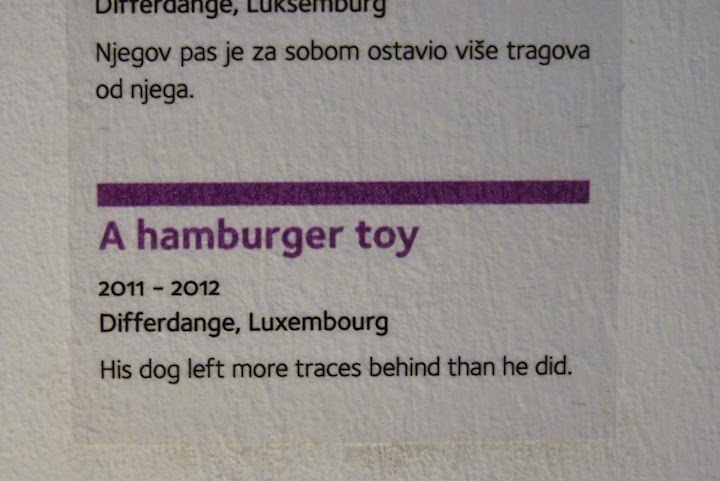 Differdange, Luksemburg
Njegov pas je za sobom ostavio više tragova
od njega.
A hamburger toy
2011 – 2012
Differdange, Luxembourg
His dog left more traces behind than he did.